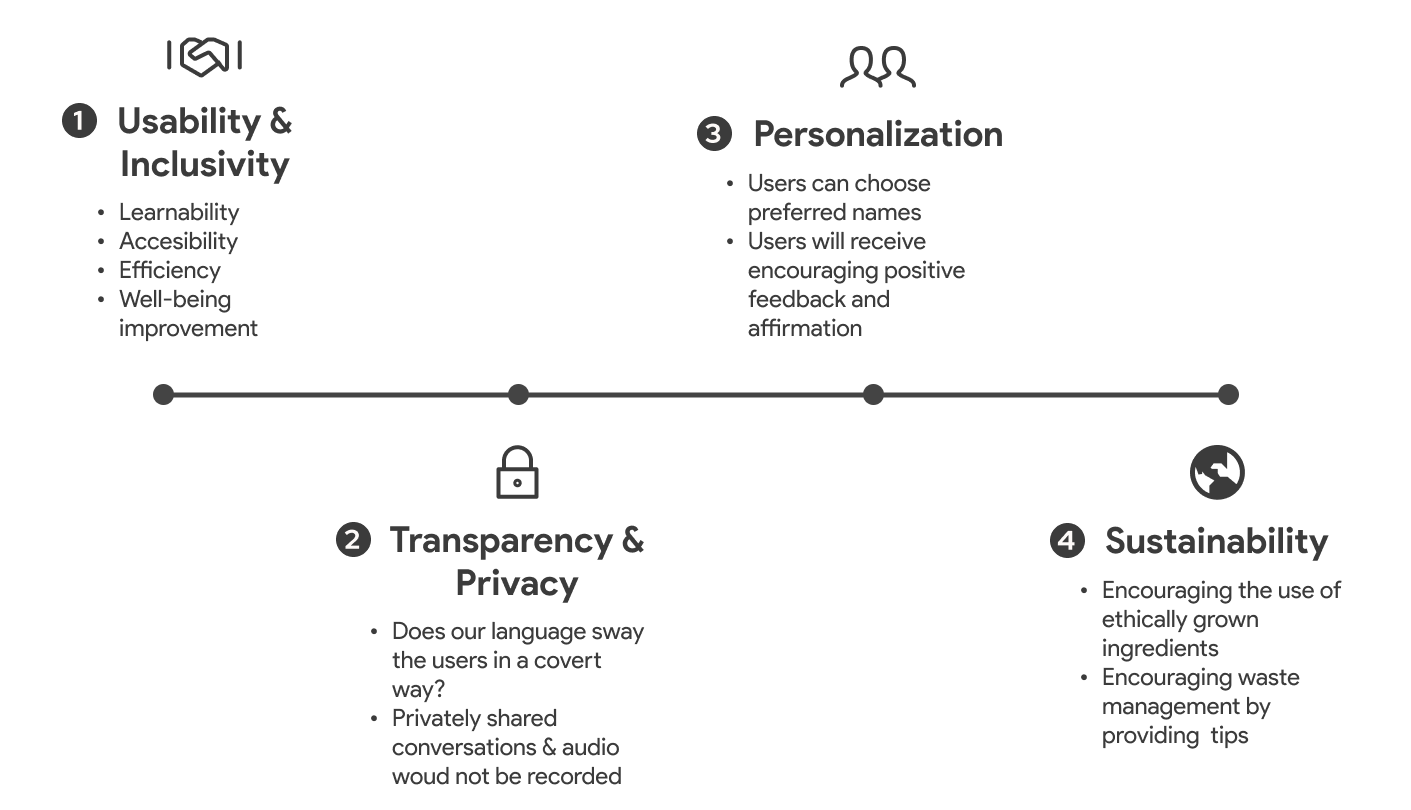 1 Usability &
Inclusivity
• Learnability
• Accesibility
• Efficiency
• Well-being
improvement
2 Transparency &
Privacy
• Does our language sway
the users in a covert
way?
• Privately shared
conversations & audio
woud not be recorded
3 Personalization
• Users can choose
preferred names
• Users will receive
encouraging positive
feedback and
affirmation
4 Sustainability
• Encouraging the use of
ethically grown
ingredients
• Encouraging waste
management by
providing  tips